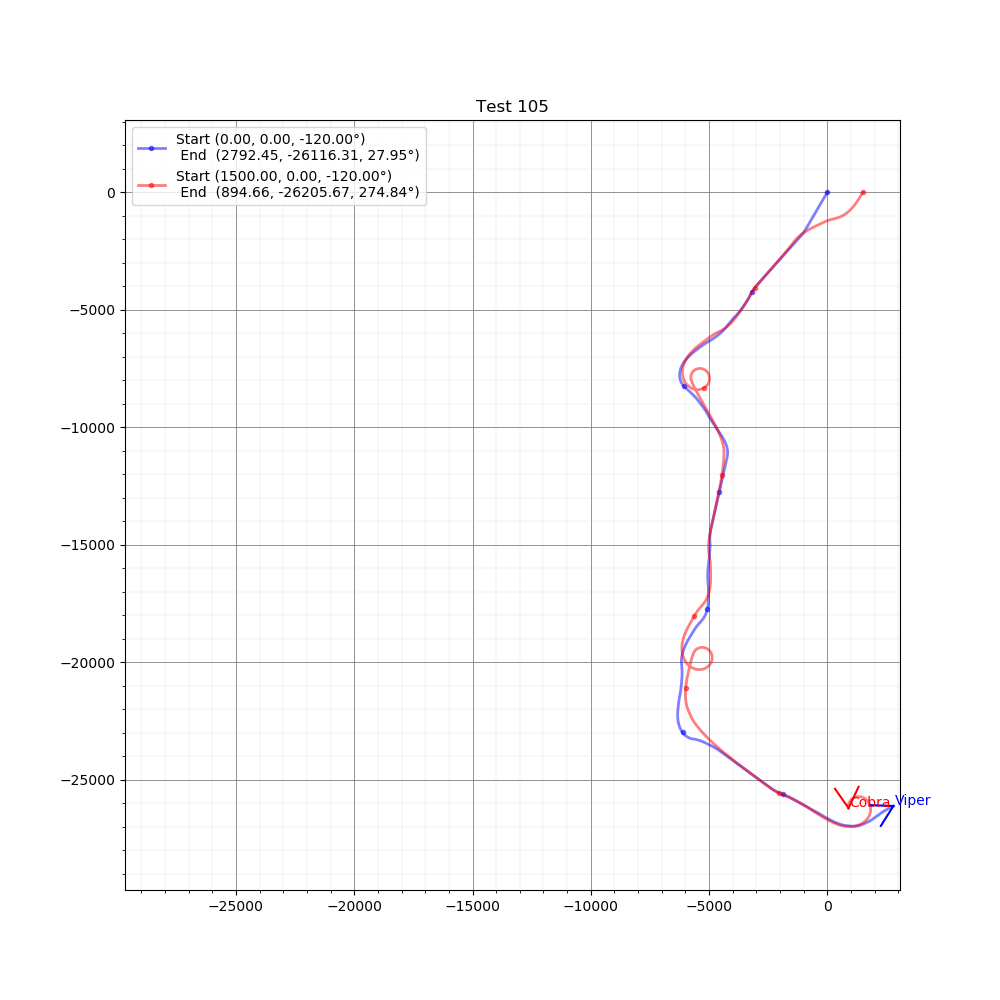 Test 105
Start (0.00, 0.00, -120.00°)
End (2792.45, -26116.31, 27.95°)
Start (1500.00, 0.00, -120.00°)
End (894.66, -26205.67, 274.84°)
0
−5000
−10000
−15000
−20000
−25000
Cobra
Viper
−25000
−20000
−15000
−10000
−5000
0